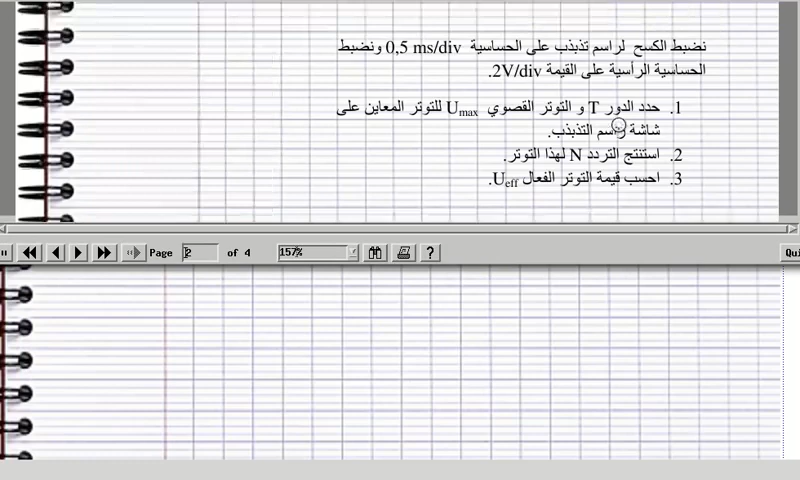 نضبط الكسح لراسم تذبذب على الحساسية 0,5 ms/div ونضبط
الحساسية الرأسية على القيمة 2V/div.
1. حدد الدور T و التوتر القصوي Umax للتوتر المعاين على
شاشة راسم التذبذب.
2. استنتج التردد N لهذا التوتر.
3. احسب قيمة التوتر الفعال Ueff.
Page 2 of 4 157% ? Qui